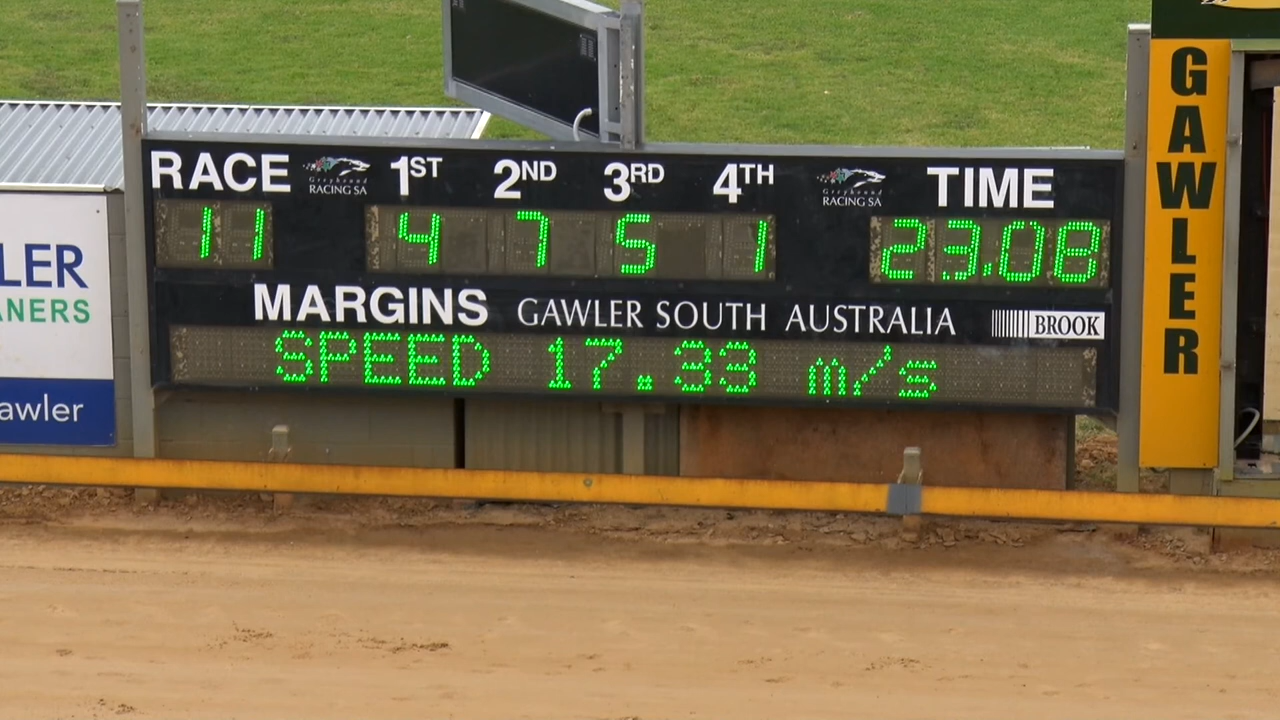 RACE
Greyhound
RACING SA
1ST
2ND
3RD
4TH
Greyhound
RACING SA
TIME
11
4
7
5
1
23.08
MARGINS
GAWLER SOUTH AUSTRALIA
BROOK
SPEED 17.33 m/s
GAWLER
LER
ANERS
awler